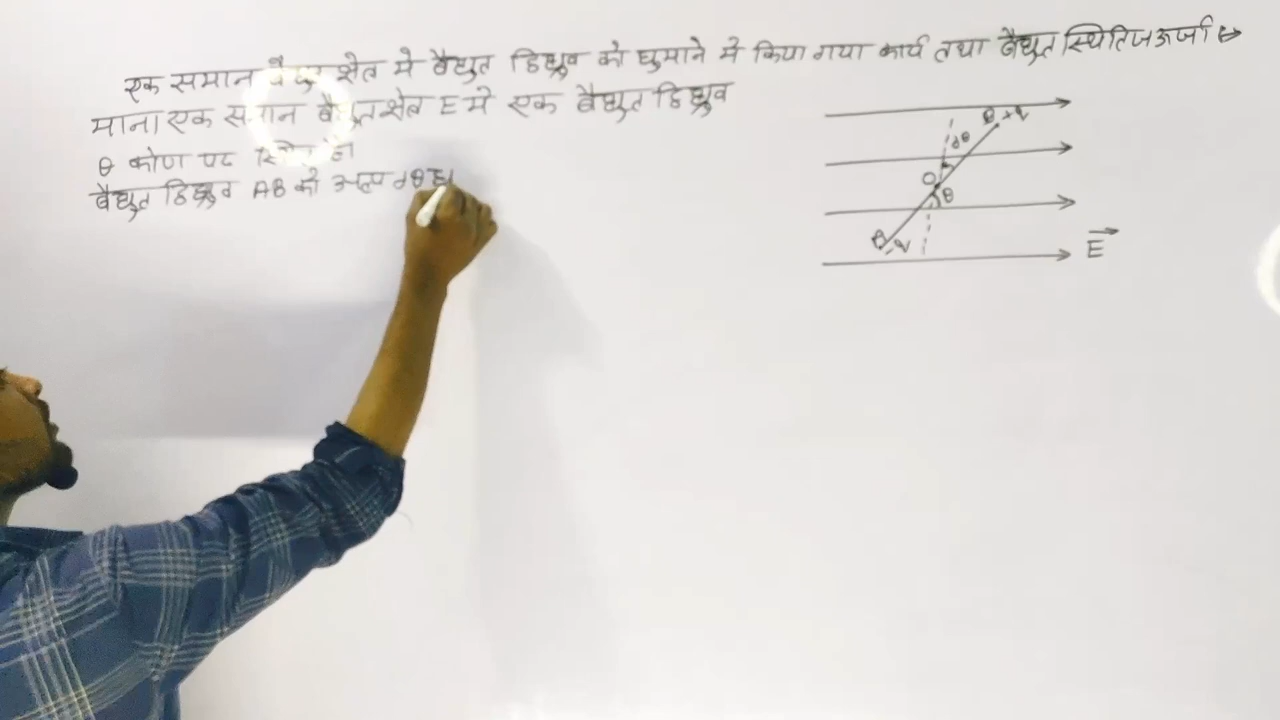 एक समान वैद्युत क्षेत्र में वैद्युत द्विध्रुव को घुमाने में किया गया कार्य तथा वैद्युत स्थितिज ऊर्जा
माना एक समान वैद्युत क्षेत्र E में एक वैद्युत द्विध्रुव
θ कोण पर स्थित है।
वैद्युत द्विध्रुव AB को अल्प dθ
B +q
dθ
O
θ
E